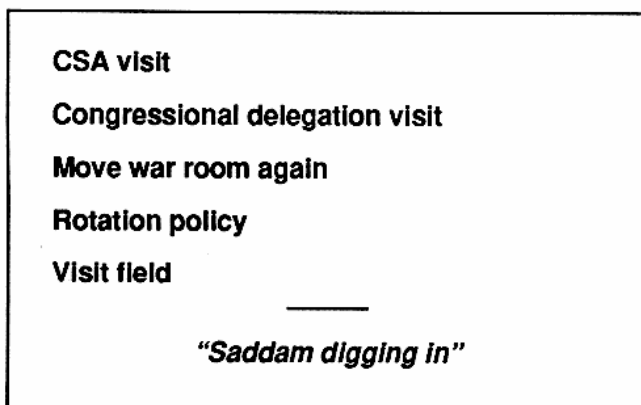 CSA visit
Congressional delegation visit
Move war room again
Rotation policy
Visit field
“Saddam digging in”